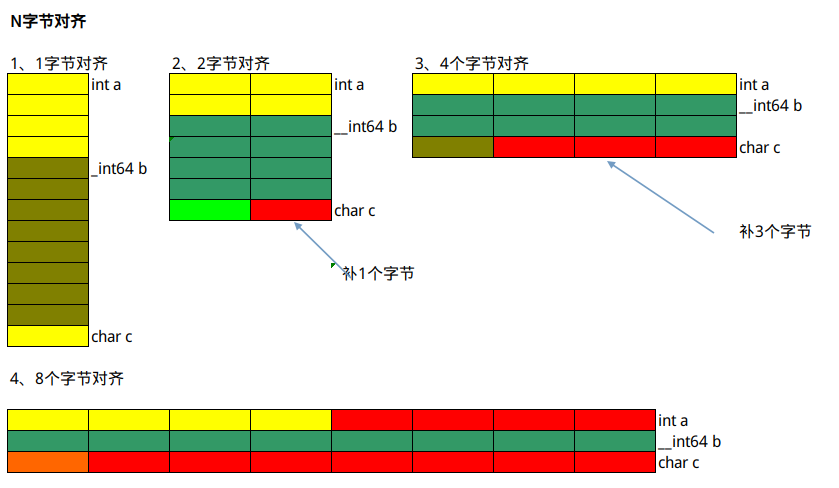 N字节对齐
1、1字节对齐
int a
_int64 b
char c
2、2字节对齐
int a
__int64 b
char c
补1个字节
3、4个字节对齐
int a
__int64 b
char c
补3个字节
4、8个字节对齐
int a
__int64 b
char c